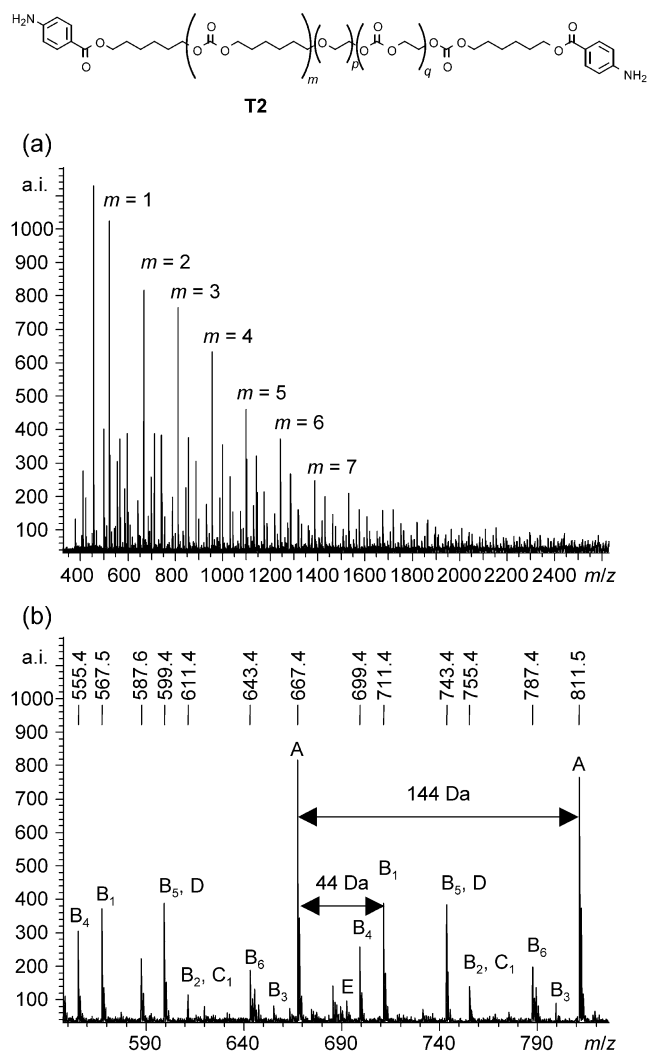 NH2 O O O O O m O p O O O q O O O O O NH2
T2
(a)
a.i.
m = 1
1000
m = 2
900
m = 3
800
m = 4
700
600
m = 5
500
m = 6
400
m = 7
300
200
100
400 600 800 1000 1200 1400 1600 1800 2000 2200 2400 m/z
(b)
a.i.
555.4 567.5 587.6 599.4 611.4 643.4 667.4 699.4 711.4 743.4 755.4 787.4 811.5
1000
900
A A
800
144 Da
700
600
500
44 Da
B1
400
B4 B1 B5, D B4 B5, D
300
B2, C1 B6 B3 E B2, C1 B6 B3
200
100
590 640 690 740 790 m/z